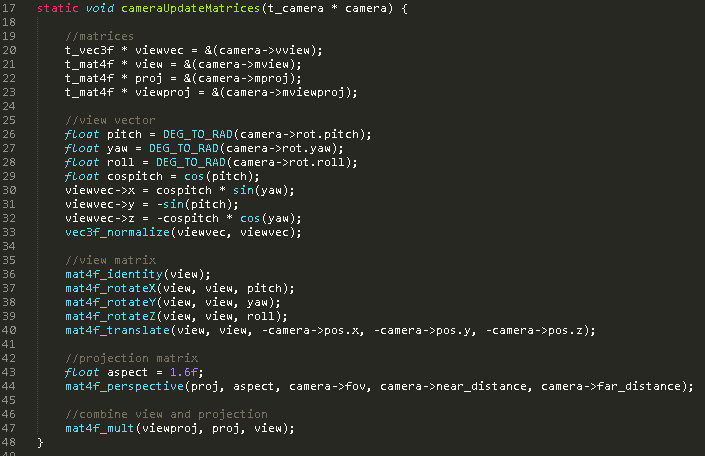 17 static void cameraUpdateMatrices(t_camera * camera) {
18
19 //matrices
20 t_vec3f * viewvec = &(camera->vview);
21 t_mat4f * view = &(camera->mview);
22 t_mat4f * proj = &(camera->mproj);
23 t_mat4f * viewproj = &(camera->mviewproj);
24
25 //view vector
26 float pitch = DEG_TO_RAD(camera->rot.pitch);
27 float yaw = DEG_TO_RAD(camera->rot.yaw);
28 float roll = DEG_TO_RAD(camera->rot.roll);
29 float cospitch = cos(pitch);
30 viewvec->x = cospitch * sin(yaw);
31 viewvec->y = -sin(pitch);
32 viewvec->z = -cospitch * cos(yaw);
33 vec3f_normalize(viewvec, viewvec);
34
35 //view matrix
36 mat4f_identity(view);
37 mat4f_rotateX(view, view, pitch);
38 mat4f_rotateY(view, view, yaw);
39 mat4f_rotateZ(view, view, roll);
40 mat4f_translate(view, view, -camera->pos.x, -camera->pos.y, -camera->pos.z);
41
42 //projection matrix
43 float aspect = 1.6f;
44 mat4f_perspective(proj, aspect, camera->fov, camera->near_distance, camera->far_distance);
45
46 //combine view and projection
47 mat4f_mult(viewproj, proj, view);
48 }